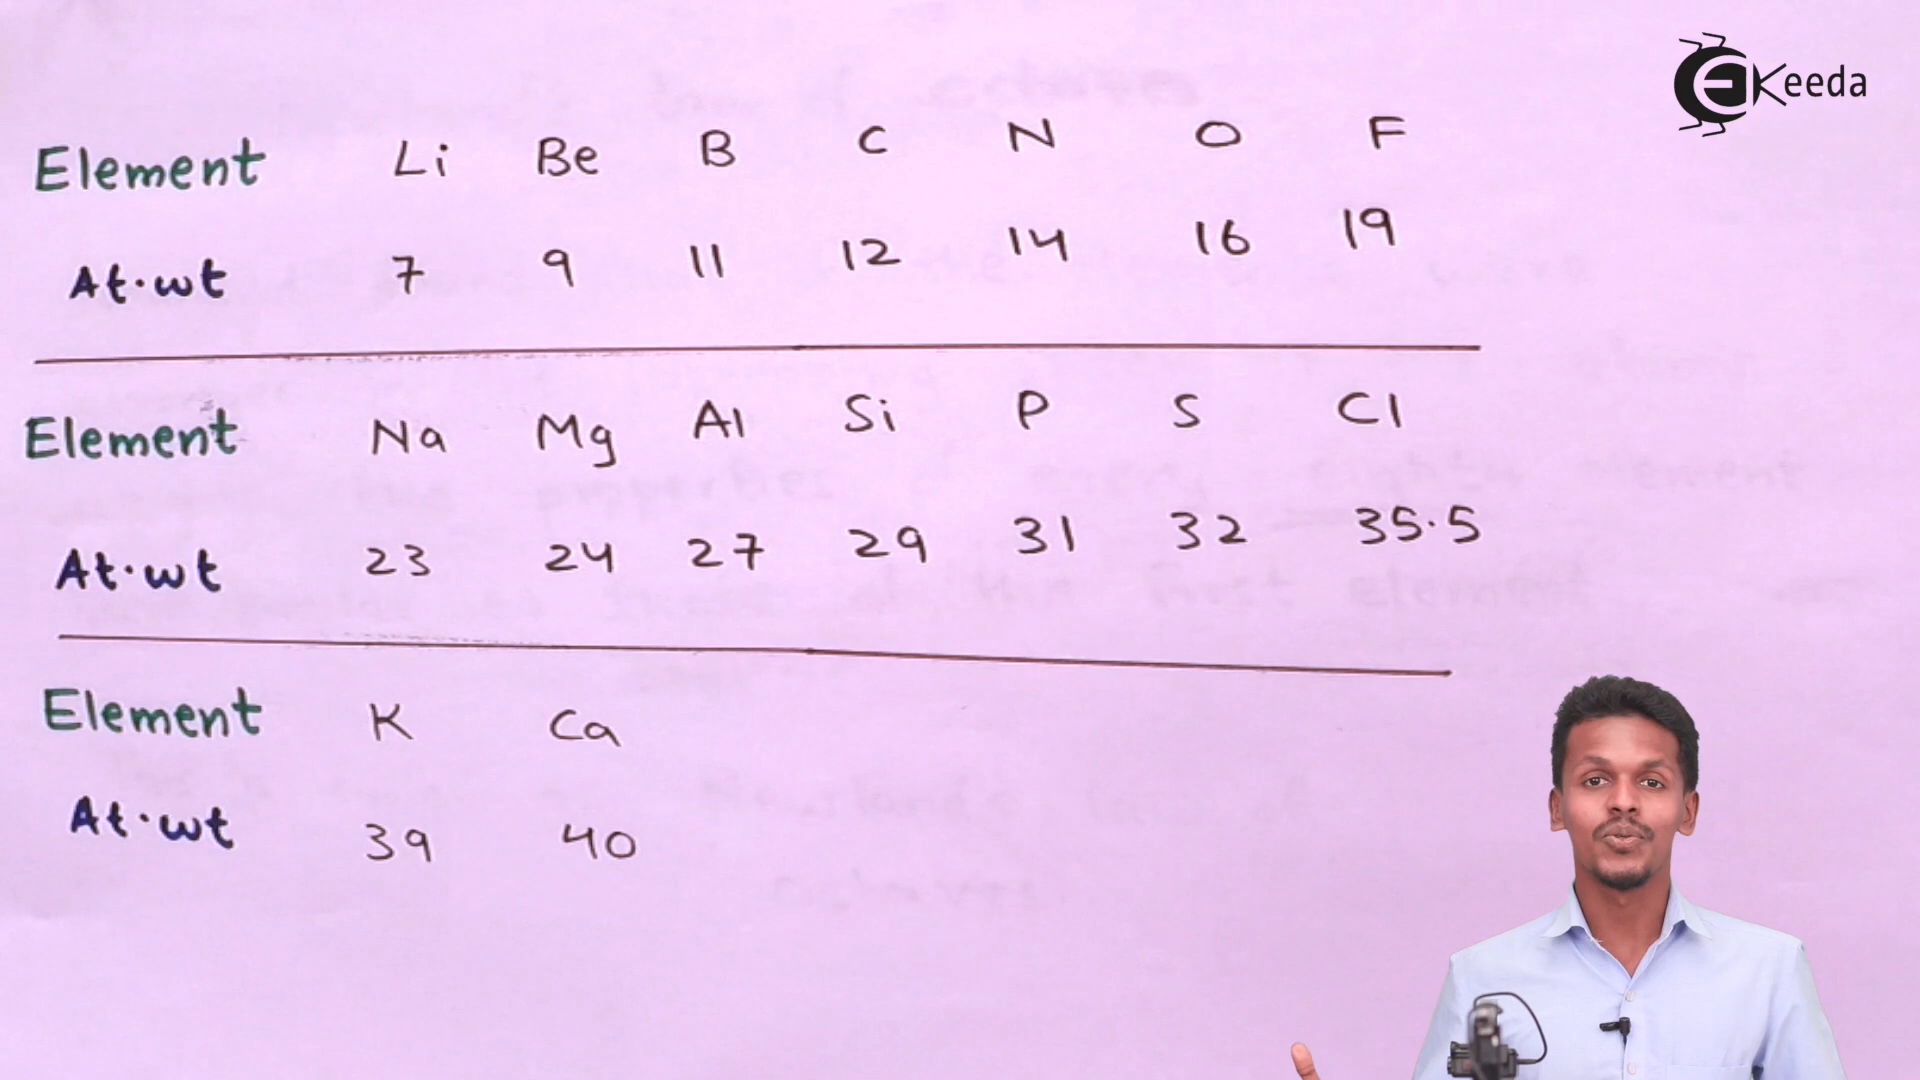 EKeeda
Element Li Be B C N O F
At.wt 7 9 11 12 14 16 19
Element Na Mg Al Si P S Cl
At.wt 23 24 27 29 31 32 35.5
Element K Ca
At.wt 39 40